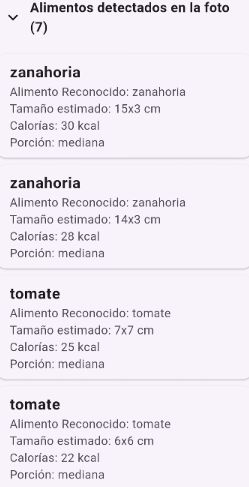 Alimentos detectados en la foto
(7)
zanahoria
Alimento Reconocido: zanahoria
Tamaño estimado: 15x3 cm
Calorías: 30 kcal
Porción: mediana
zanahoria
Alimento Reconocido: zanahoria
Tamaño estimado: 14x3 cm
Calorías: 28 kcal
Porción: mediana
tomate
Alimento Reconocido: tomate
Tamaño estimado: 7x7 cm
Calorías: 25 kcal
Porción: mediana
tomate
Alimento Reconocido: tomate
Tamaño estimado: 6x6 cm
Calorías: 22 kcal
Porción: mediana